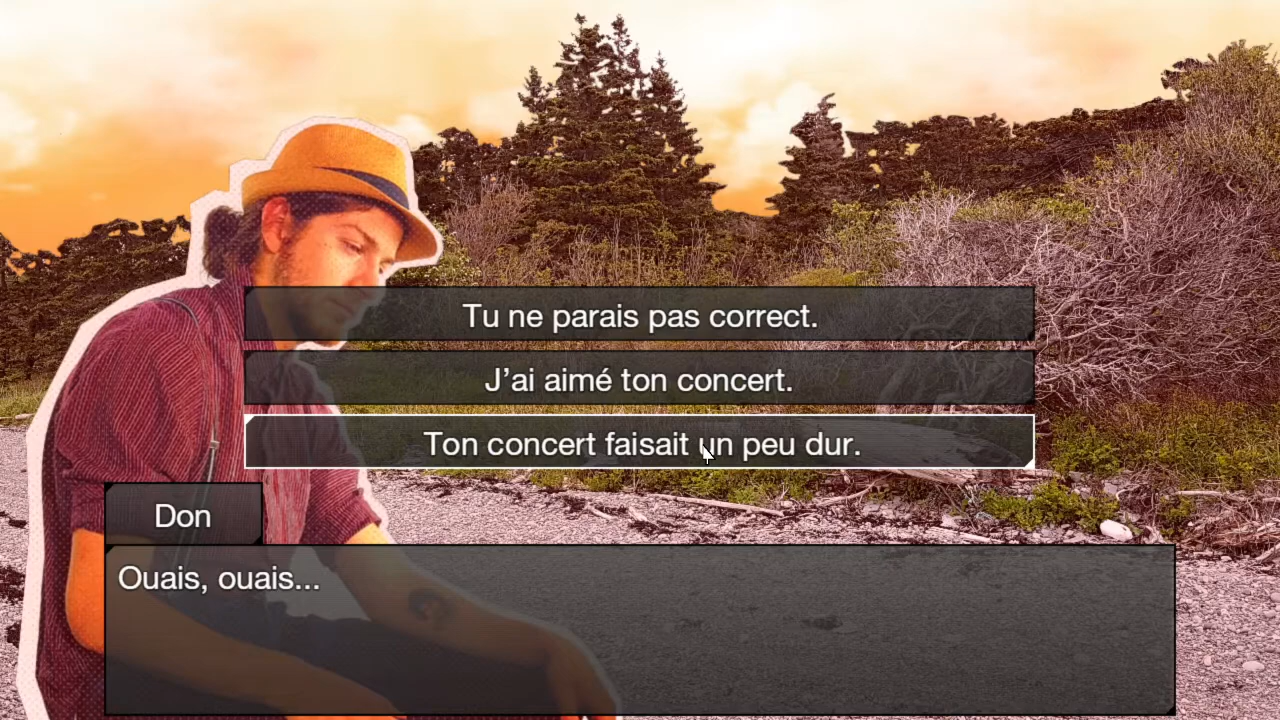 Tu ne parais pas correct.
J’ai aimé ton concert.
Ton concert faisait un peu dur.
Don
Ouais, ouais...